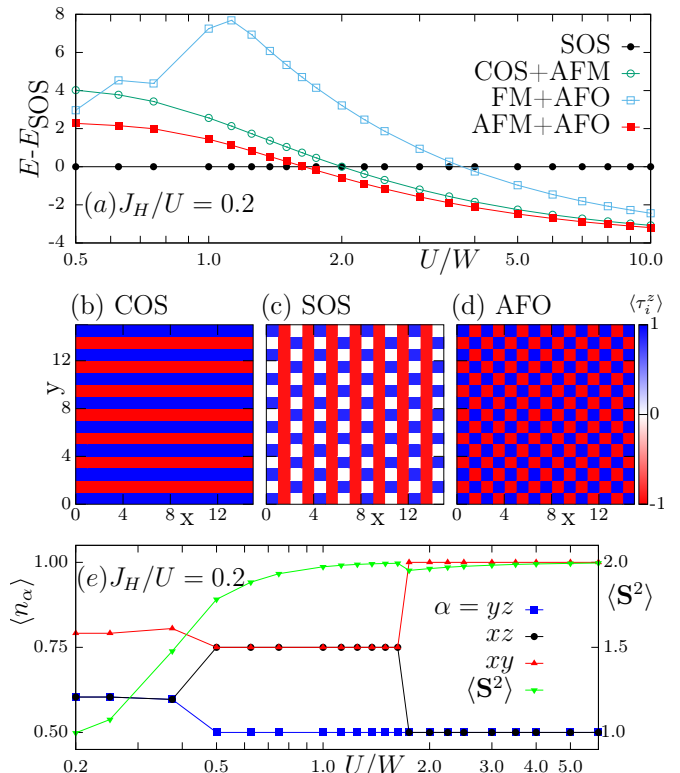 E-E_SOS
8
6
4
2
0
-2
-4
SOS
COS+AFM
FM+AFO
AFM+AFO
(a) J_H/U = 0.2
0.5
1.0
2.0
U/W
5.0
10.0
(b) COS
(c) SOS
(d) AFO
⟨τ_i^z⟩
y
12
8
4
0
1
0
-1
0 4 x 8 12
0 4 x 8 12
0 4 x 8 12
(e) J_H/U = 0.2
⟨n_α⟩
1.00
0.75
0.50
α = yz
xz
xy
⟨S²⟩
2.0
⟨S²⟩
1.5
1.0
0.2
0.5
1.0
U/W
2.0
3.0
4.0
5.0